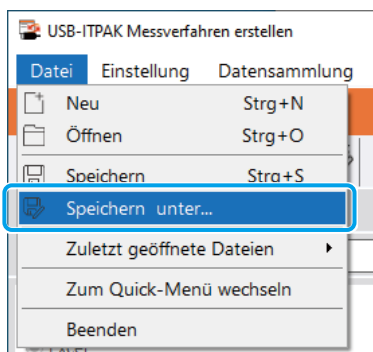 USB-ITPAK Messverfahren erstellen
Datei Einstellung Datensammlung
Neu Strg+N
Öffnen Strg+O
Speichern Strg+S
Speichern unter...
Zuletzt geöffnete Dateien
Zum Quick-Menü wechseln
Beenden